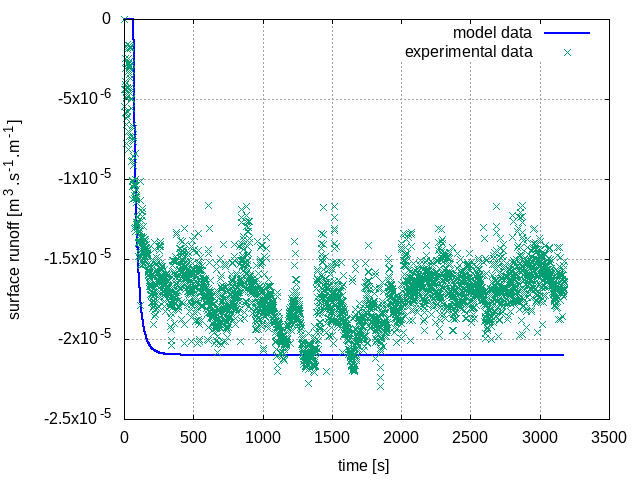 0
-5x10⁻⁶
-1x10⁻⁵
-1.5x10⁻⁵
-2x10⁻⁵
-2.5x10⁻⁵
surface runoff [m³.s⁻¹.m⁻¹]
model data
experimental data
0 500 1000 1500 2000 2500 3000 3500
time [s]